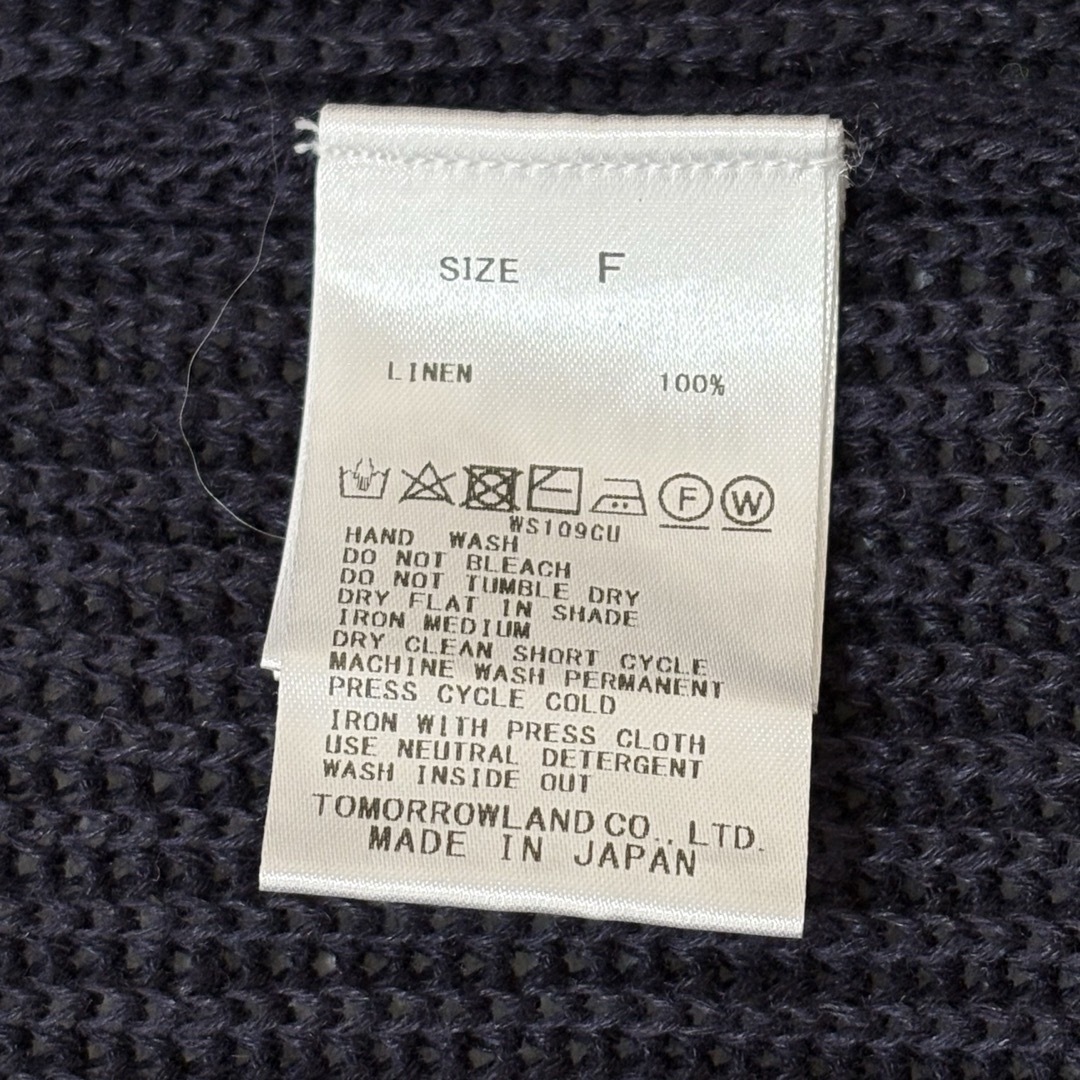 SIZE F
LINEN 100%
F W
WS109CU
HAND WASH
DO NOT BLEACH
DO NOT TUMBLE DRY
DRY FLAT IN SHADE
IRON MEDIUM
DRY CLEAN SHORT CYCLE
MACHINE WASH PERMANENT
PRESS CYCLE COLD
IRON WITH PRESS CLOTH
USE NEUTRAL DETERGENT
WASH INSIDE OUT
TOMORROWLAND CO., LTD.
MADE IN JAPAN